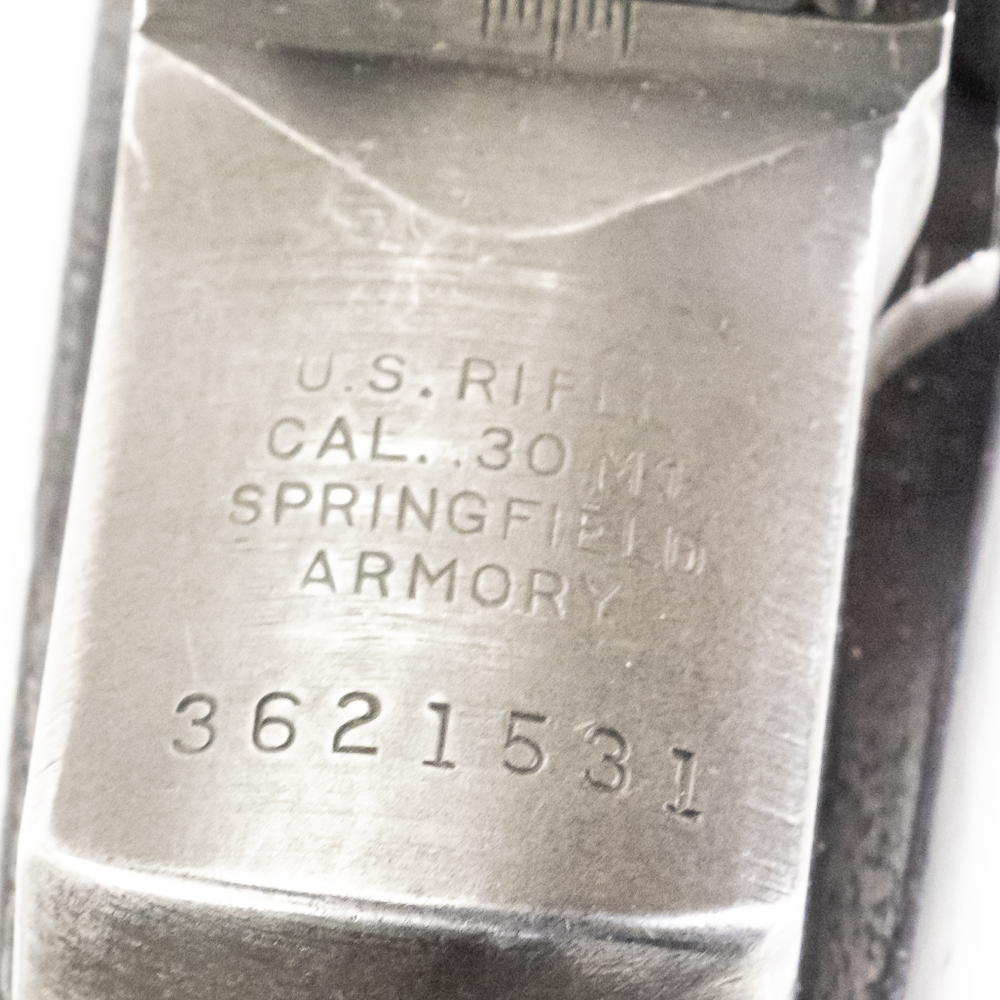 U.S. RIFLE
CAL. .30 M1
SPRINGFIELD
ARMORY
3621531